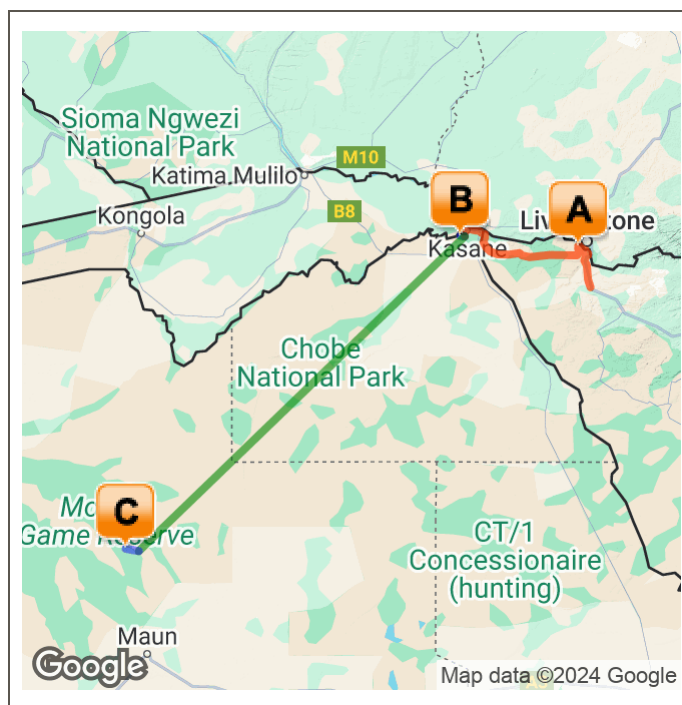 Sioma Ngwezi
National Park
M10
Katima Mulilo
B8
Kongola
B
A
Kasane
Chobe
National Park
C
Game Reserve
CT/1
Concessionaire
(hunting)
Maun
Google
Map data ©2024 Google